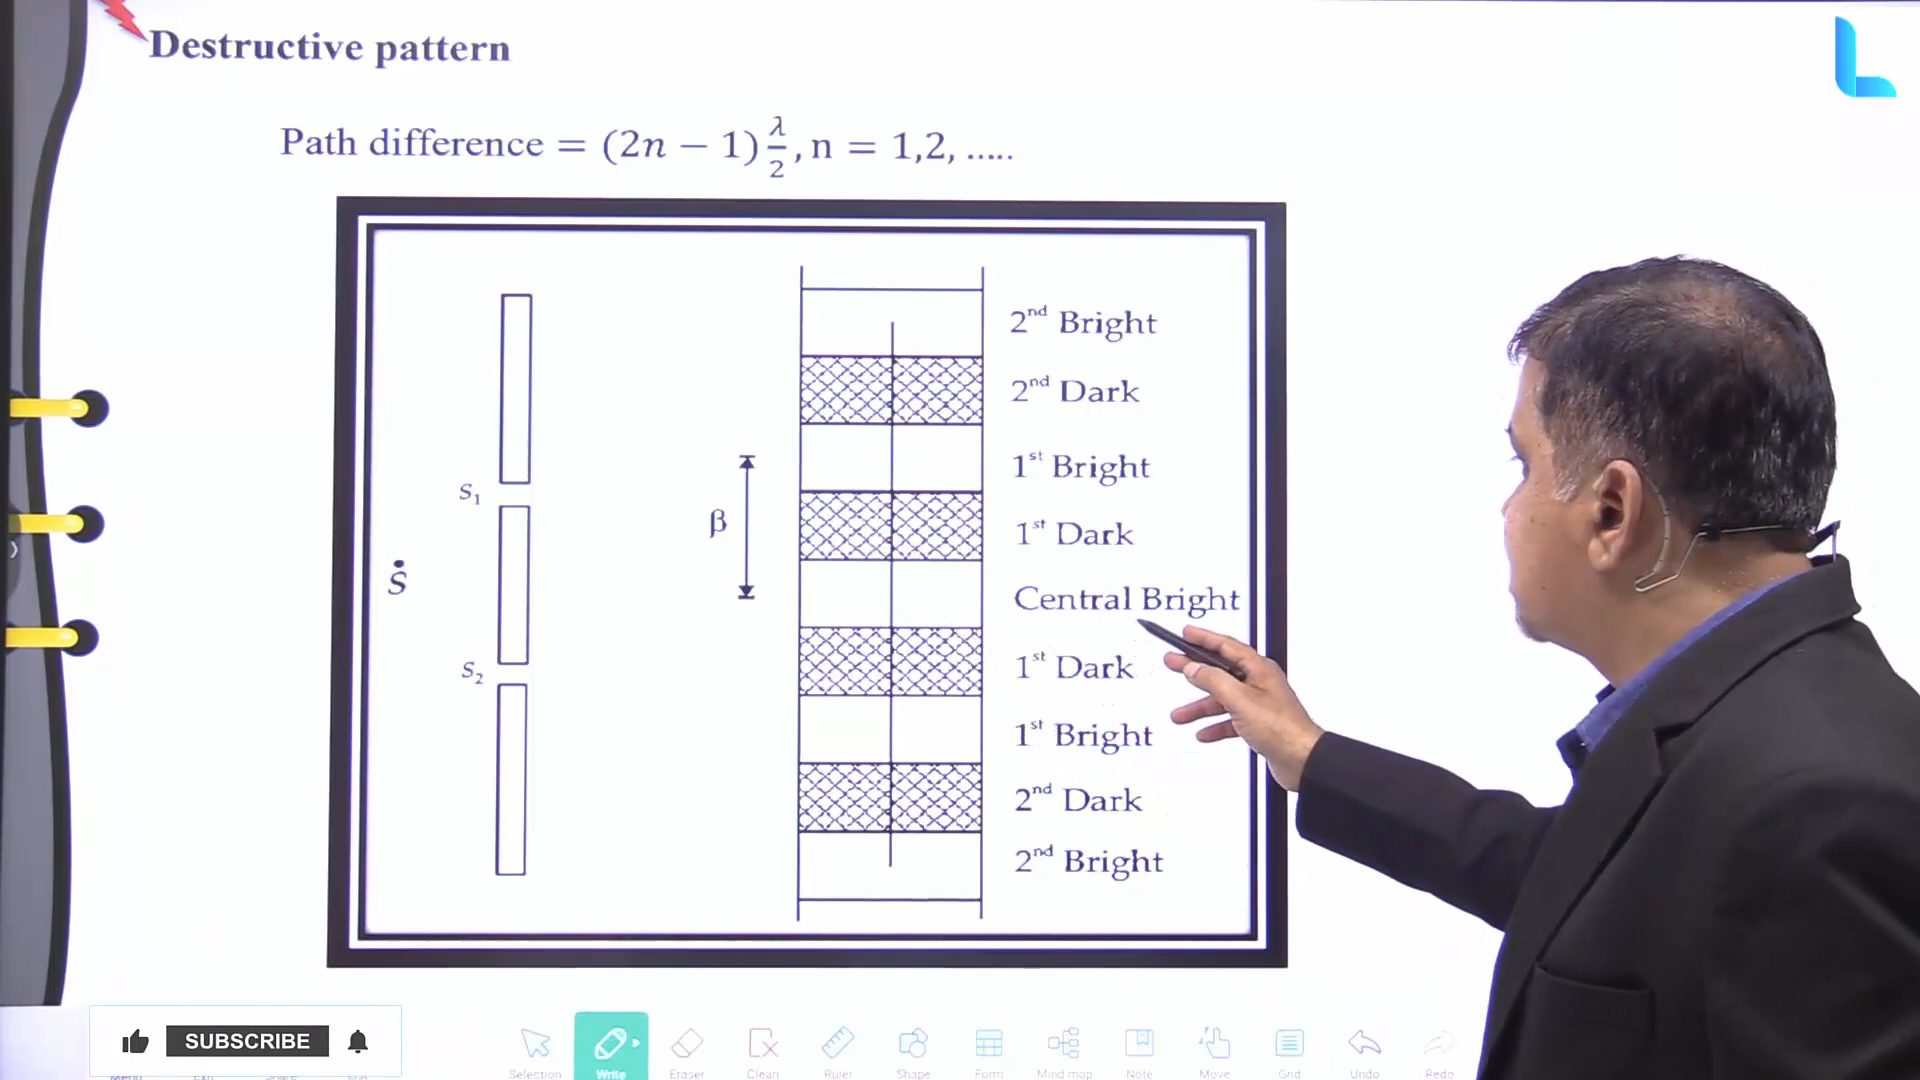 Destructive pattern
Path difference = (2n − 1) λ/2, n = 1,2, .....
2nd Bright
2nd Dark
1st Bright
S1
β
1st Dark
S
Central Bright
S2
1st Dark
1st Bright
2nd Dark
2nd Bright
SUBSCRIBE
Selection Write Eraser Clean Ruler Shape Form Mind map Note Move Grid Undo Redo